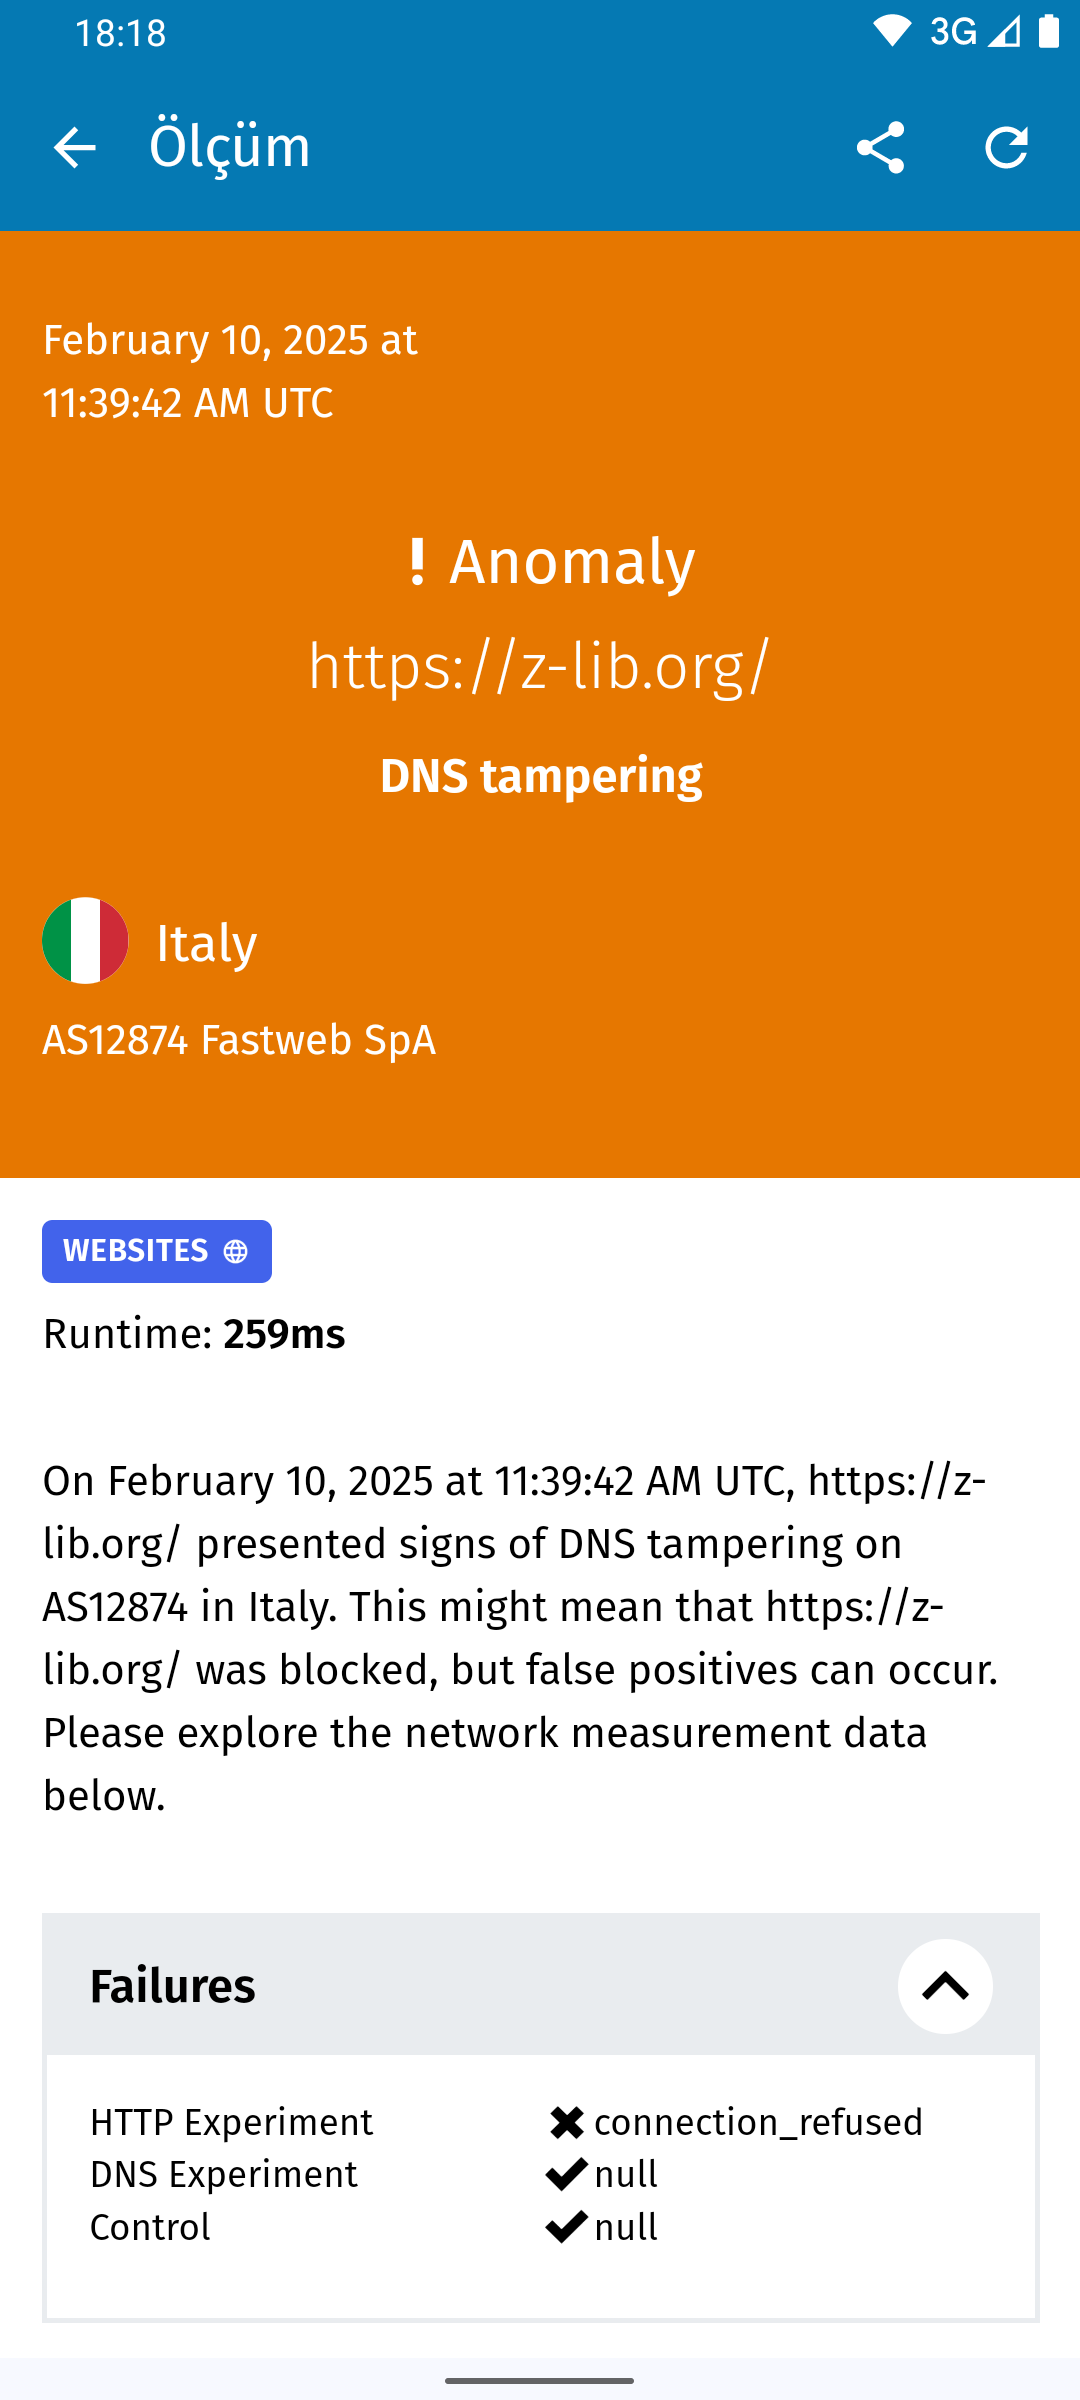 18:18
3G
Ölçüm
February 10, 2025 at
11:39:42 AM UTC
! Anomaly
https://z-lib.org/
DNS tampering
Italy
AS12874 Fastweb SpA
WEBSITES
Runtime: 259ms
On February 10, 2025 at 11:39:42 AM UTC, https://z-
lib.org/ presented signs of DNS tampering on
AS12874 in Italy. This might mean that https://z-
lib.org/ was blocked, but false positives can occur.
Please explore the network measurement data
below.
Failures
HTTP Experiment connection_refused
DNS Experiment null
Control null